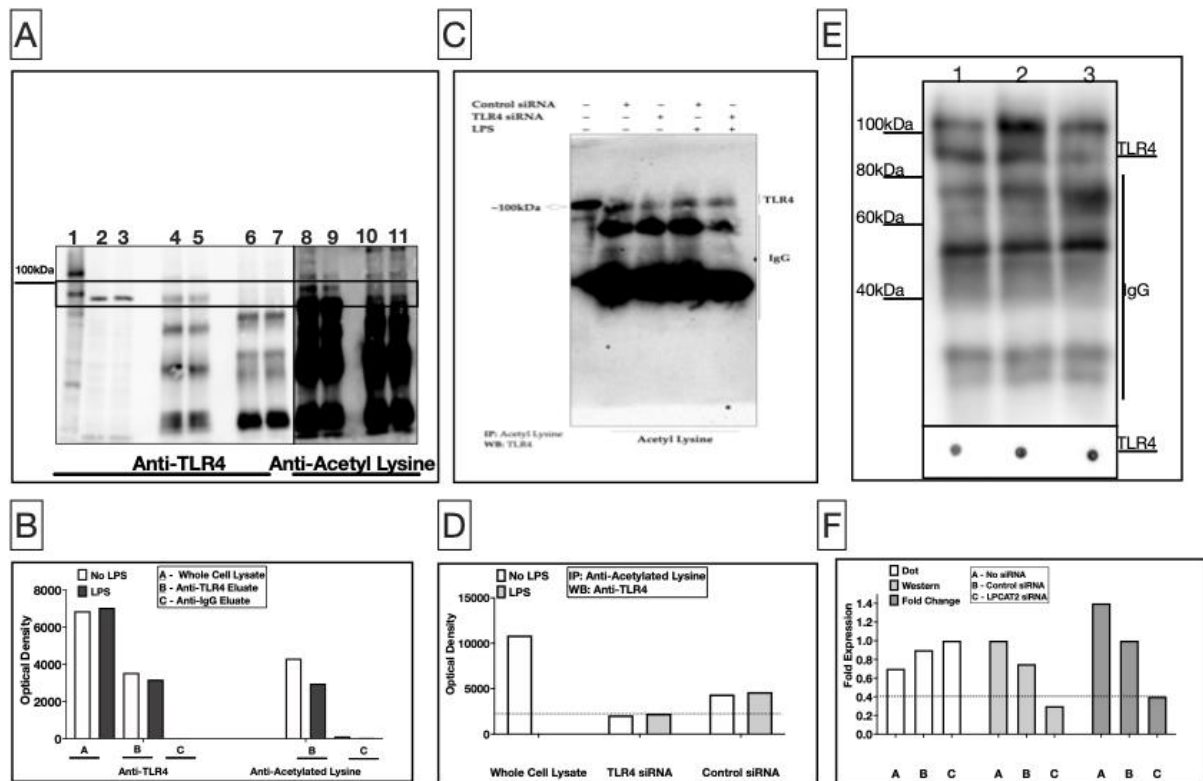 A
1 2 3 4 5 6 7 8 9 10 11
100kDa
Anti-TLR4 Anti-Acetyl Lysine
C
Control siRNA – + – + –
TLR4 siRNA – – + – +
LPS – – – + +
~100kDa
TLR4
IgG
IP: Acetyl Lysine
WB: TLR4
Acetyl Lysine
E
1 2 3
100kDa
80kDa
60kDa
40kDa
TLR4
IgG
TLR4
B
No LPS
LPS
A - Whole Cell Lysate
B - Anti-TLR4 Eluate
C - Anti-IgG Eluate
Optical Density
8000
6000
4000
2000
0
A B C B C
Anti-TLR4 Anti-Acetylated Lysine
D
No LPS
LPS
IP: Anti-Acetylated Lysine
WB: Anti-TLR4
Optical Density
15000
10000
5000
0
Whole Cell Lysate TLR4 siRNA Control siRNA
F
Dot
Western
Fold Change
A - No siRNA
B - Control siRNA
C - LPCAT2 siRNA
Fold Expression
1.4
1.2
1.0
0.8
0.6
0.4
0.2
0.0
A B C A B C A B C